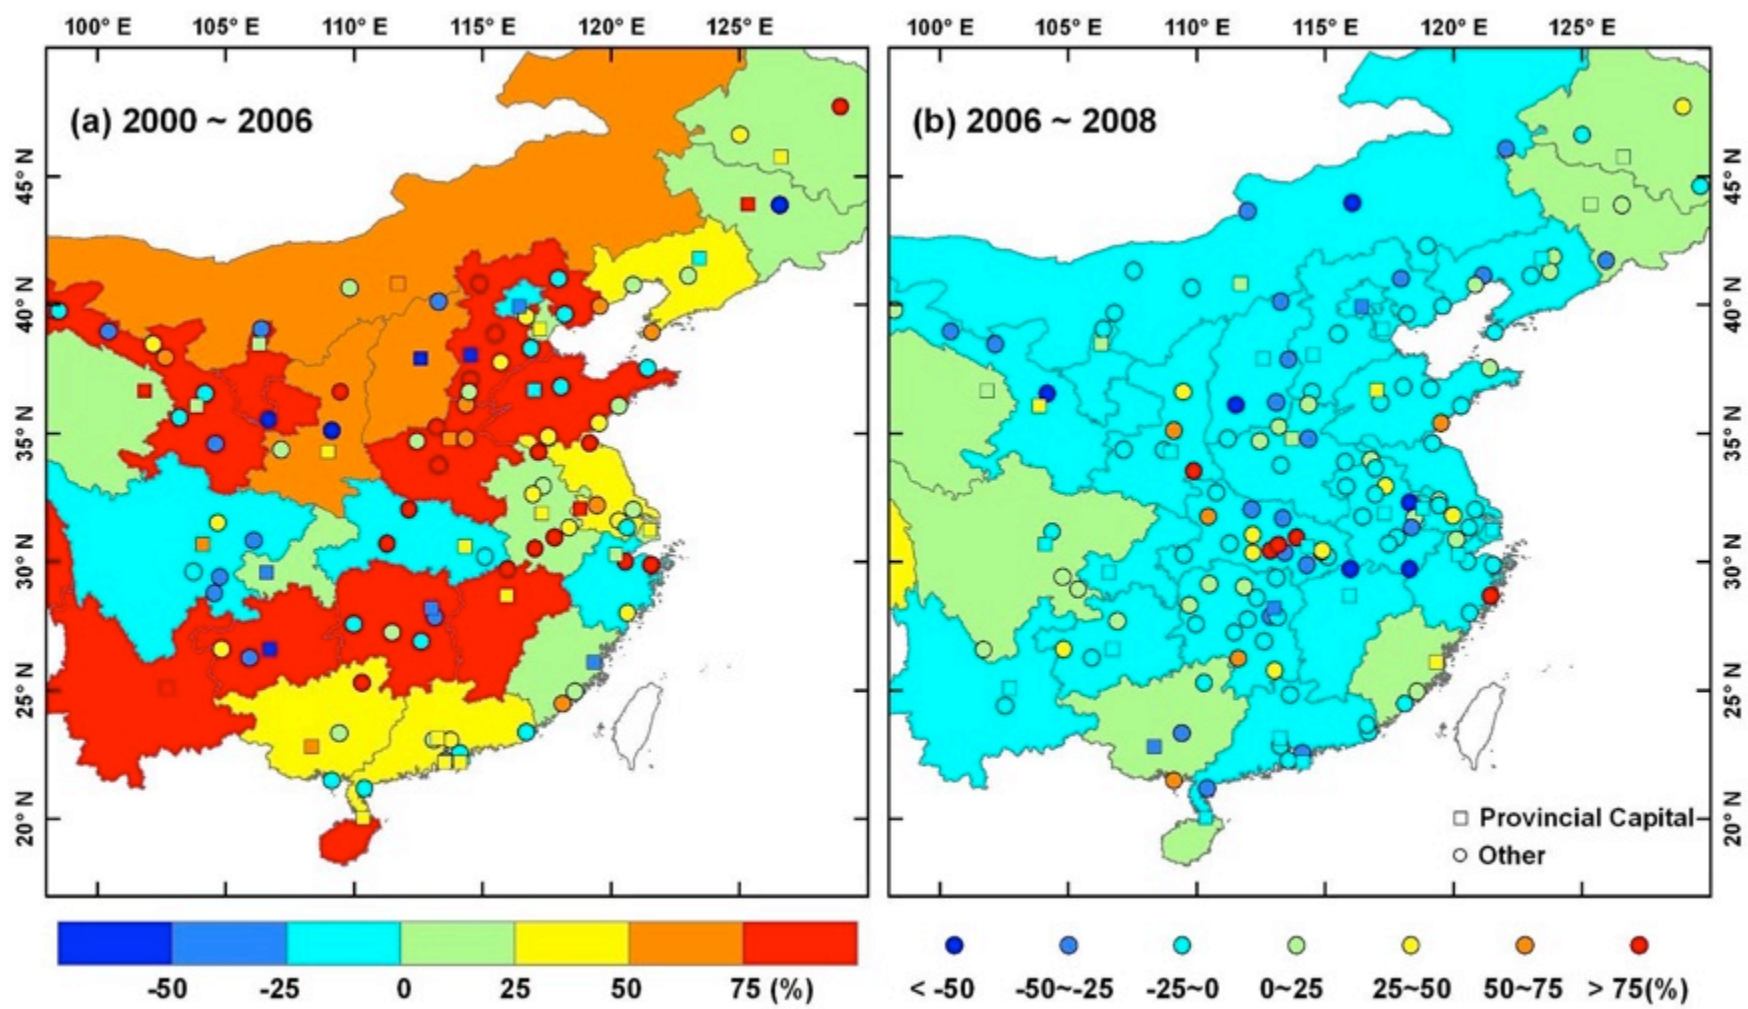 100° E 105° E 110° E 115° E 120° E 125° E 100° E 105° E 110° E 115° E 120° E 125° E
(a) 2000 ~ 2006
(b) 2006 ~ 2008
45° N
40° N
35° N
30° N
25° N
20° N
45° N
40° N
35° N
30° N
25° N
20° N
Provincial Capital
Other
-50 -25 0 25 50 75 (%)
< -50 -50~-25 -25~0 0~25 25~50 50~75 > 75(%)